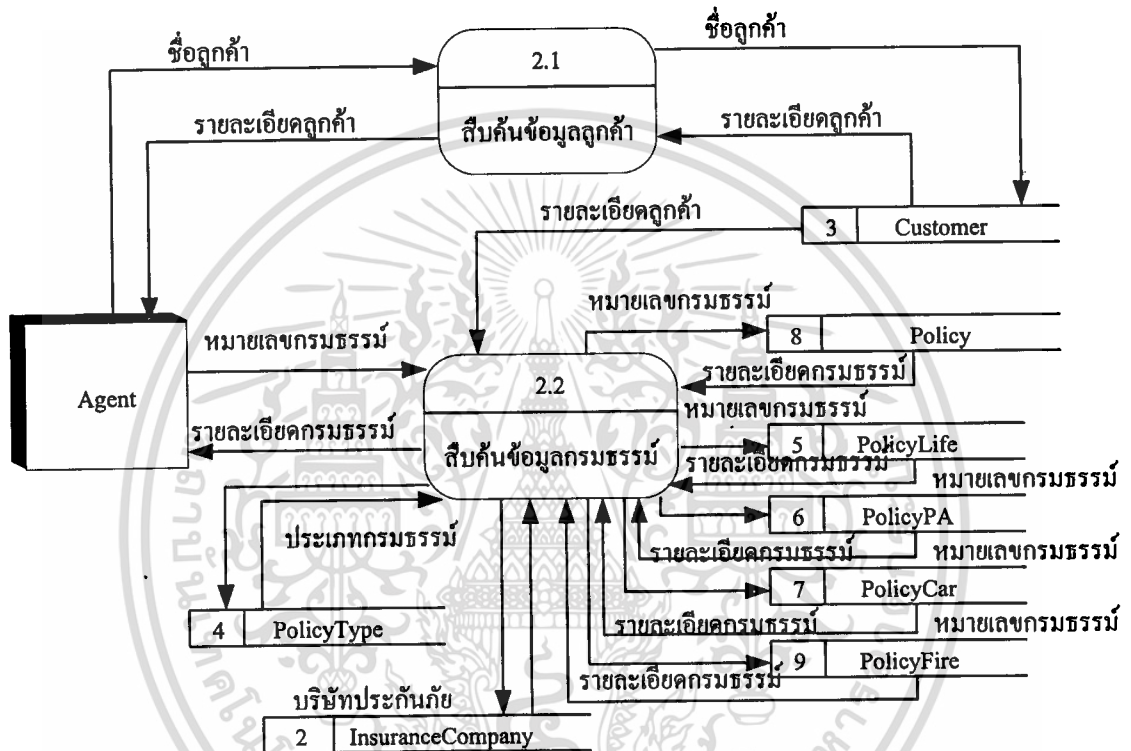 ชื่อลูกค้า
ชื่อลูกค้า
2.1
รายละเอียดลูกค้า
สืบค้นข้อมูลลูกค้า
รายละเอียดลูกค้า
รายละเอียดลูกค้า
3 Customer
หมายเลขกรมธรรม์
หมายเลขกรมธรรม์
8 Policy
2.2
รายละเอียดกรมธรรม์
Agent
หมายเลขกรมธรรม์
รายละเอียดกรมธรรม์
สืบค้นข้อมูลกรมธรรม์
5 PolicyLife
รายละเอียดกรมธรรม์
หมายเลขกรมธรรม์
6 PolicyPA
ประเภทกรมธรรม์
รายละเอียดกรมธรรม์
หมายเลขกรมธรรม์
7 PolicyCar
4 PolicyType
รายละเอียดกรมธรรม์
หมายเลขกรมธรรม์
9 PolicyFire
รายละเอียดกรมธรรม์
บริษัทประกันภัย
2 InsuranceCompany